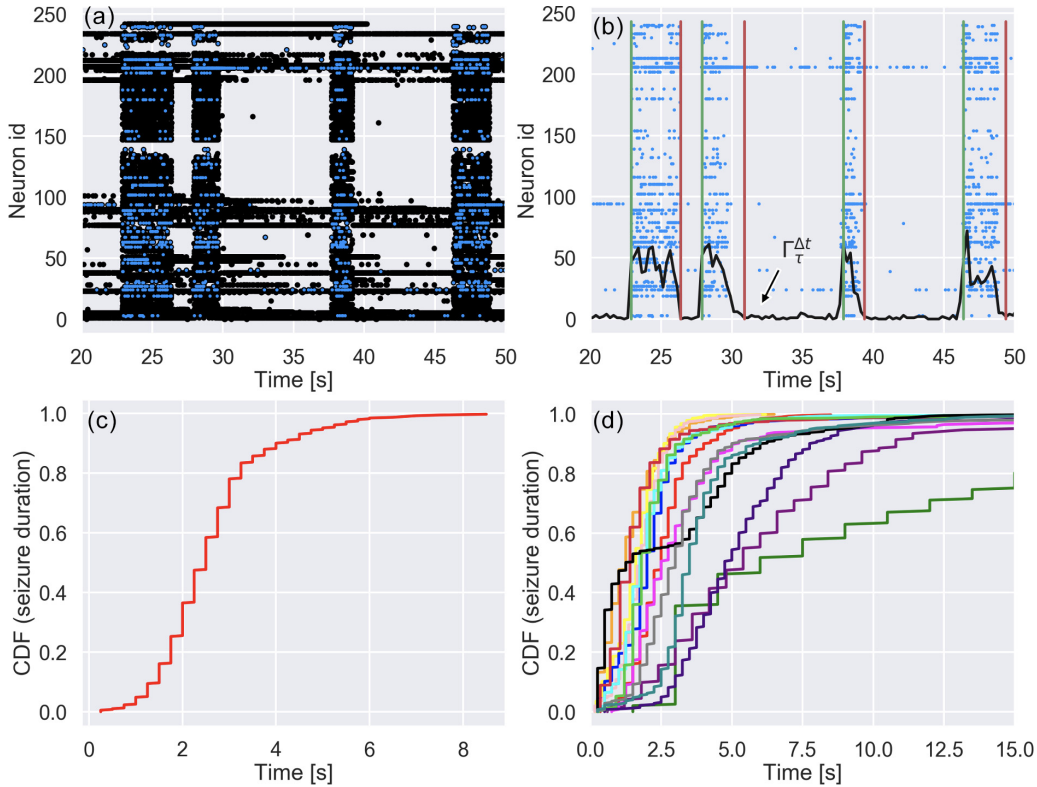 (a)
Neuron id
250
200
150
100
50
0
20 25 30 35 40 45 50
Time [s]
(b)
Neuron id
250
200
150
100
50
0
Γ_τ^Δt
20 25 30 35 40 45 50
Time [s]
(c)
CDF (seizure duration)
1.0
0.8
0.6
0.4
0.2
0.0
0 2 4 6 8
Time [s]
(d)
CDF (seizure duration)
1.0
0.8
0.6
0.4
0.2
0.0
0.0 2.5 5.0 7.5 10.0 12.5 15.0
Time [s]